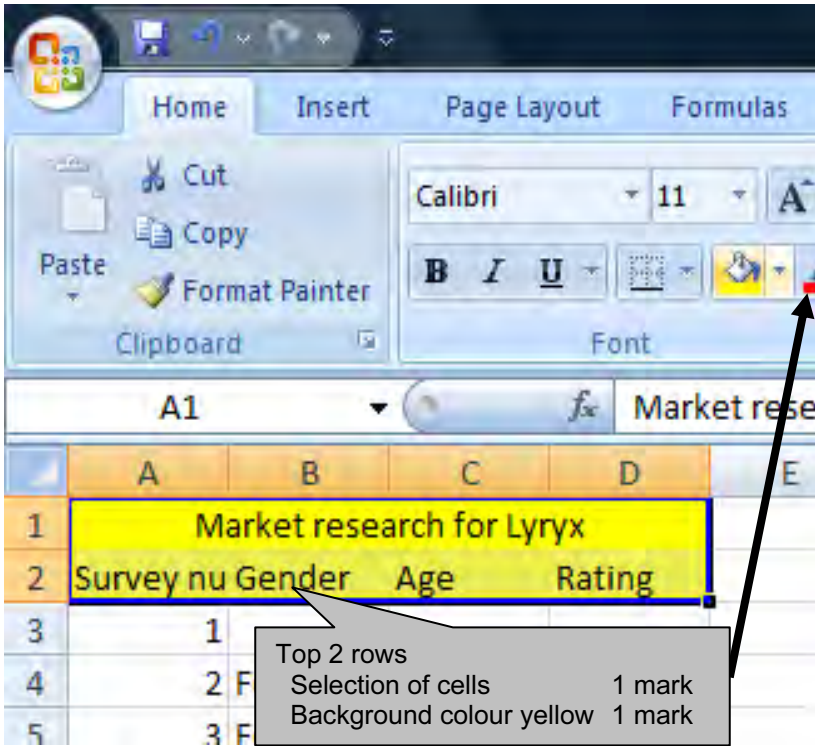 Home Insert Page Layout Formulas
Cut
Copy
Paste
Format Painter
Clipboard
Calibri 11 A
B I U
Font
A1 fx Market rese
A B C D E
1 Market research for Lyryx
2 Survey nu Gender Age Rating
3 1
4 2 F
5 3 F
Top 2 rows
Selection of cells 1 mark
Background colour yellow 1 mark